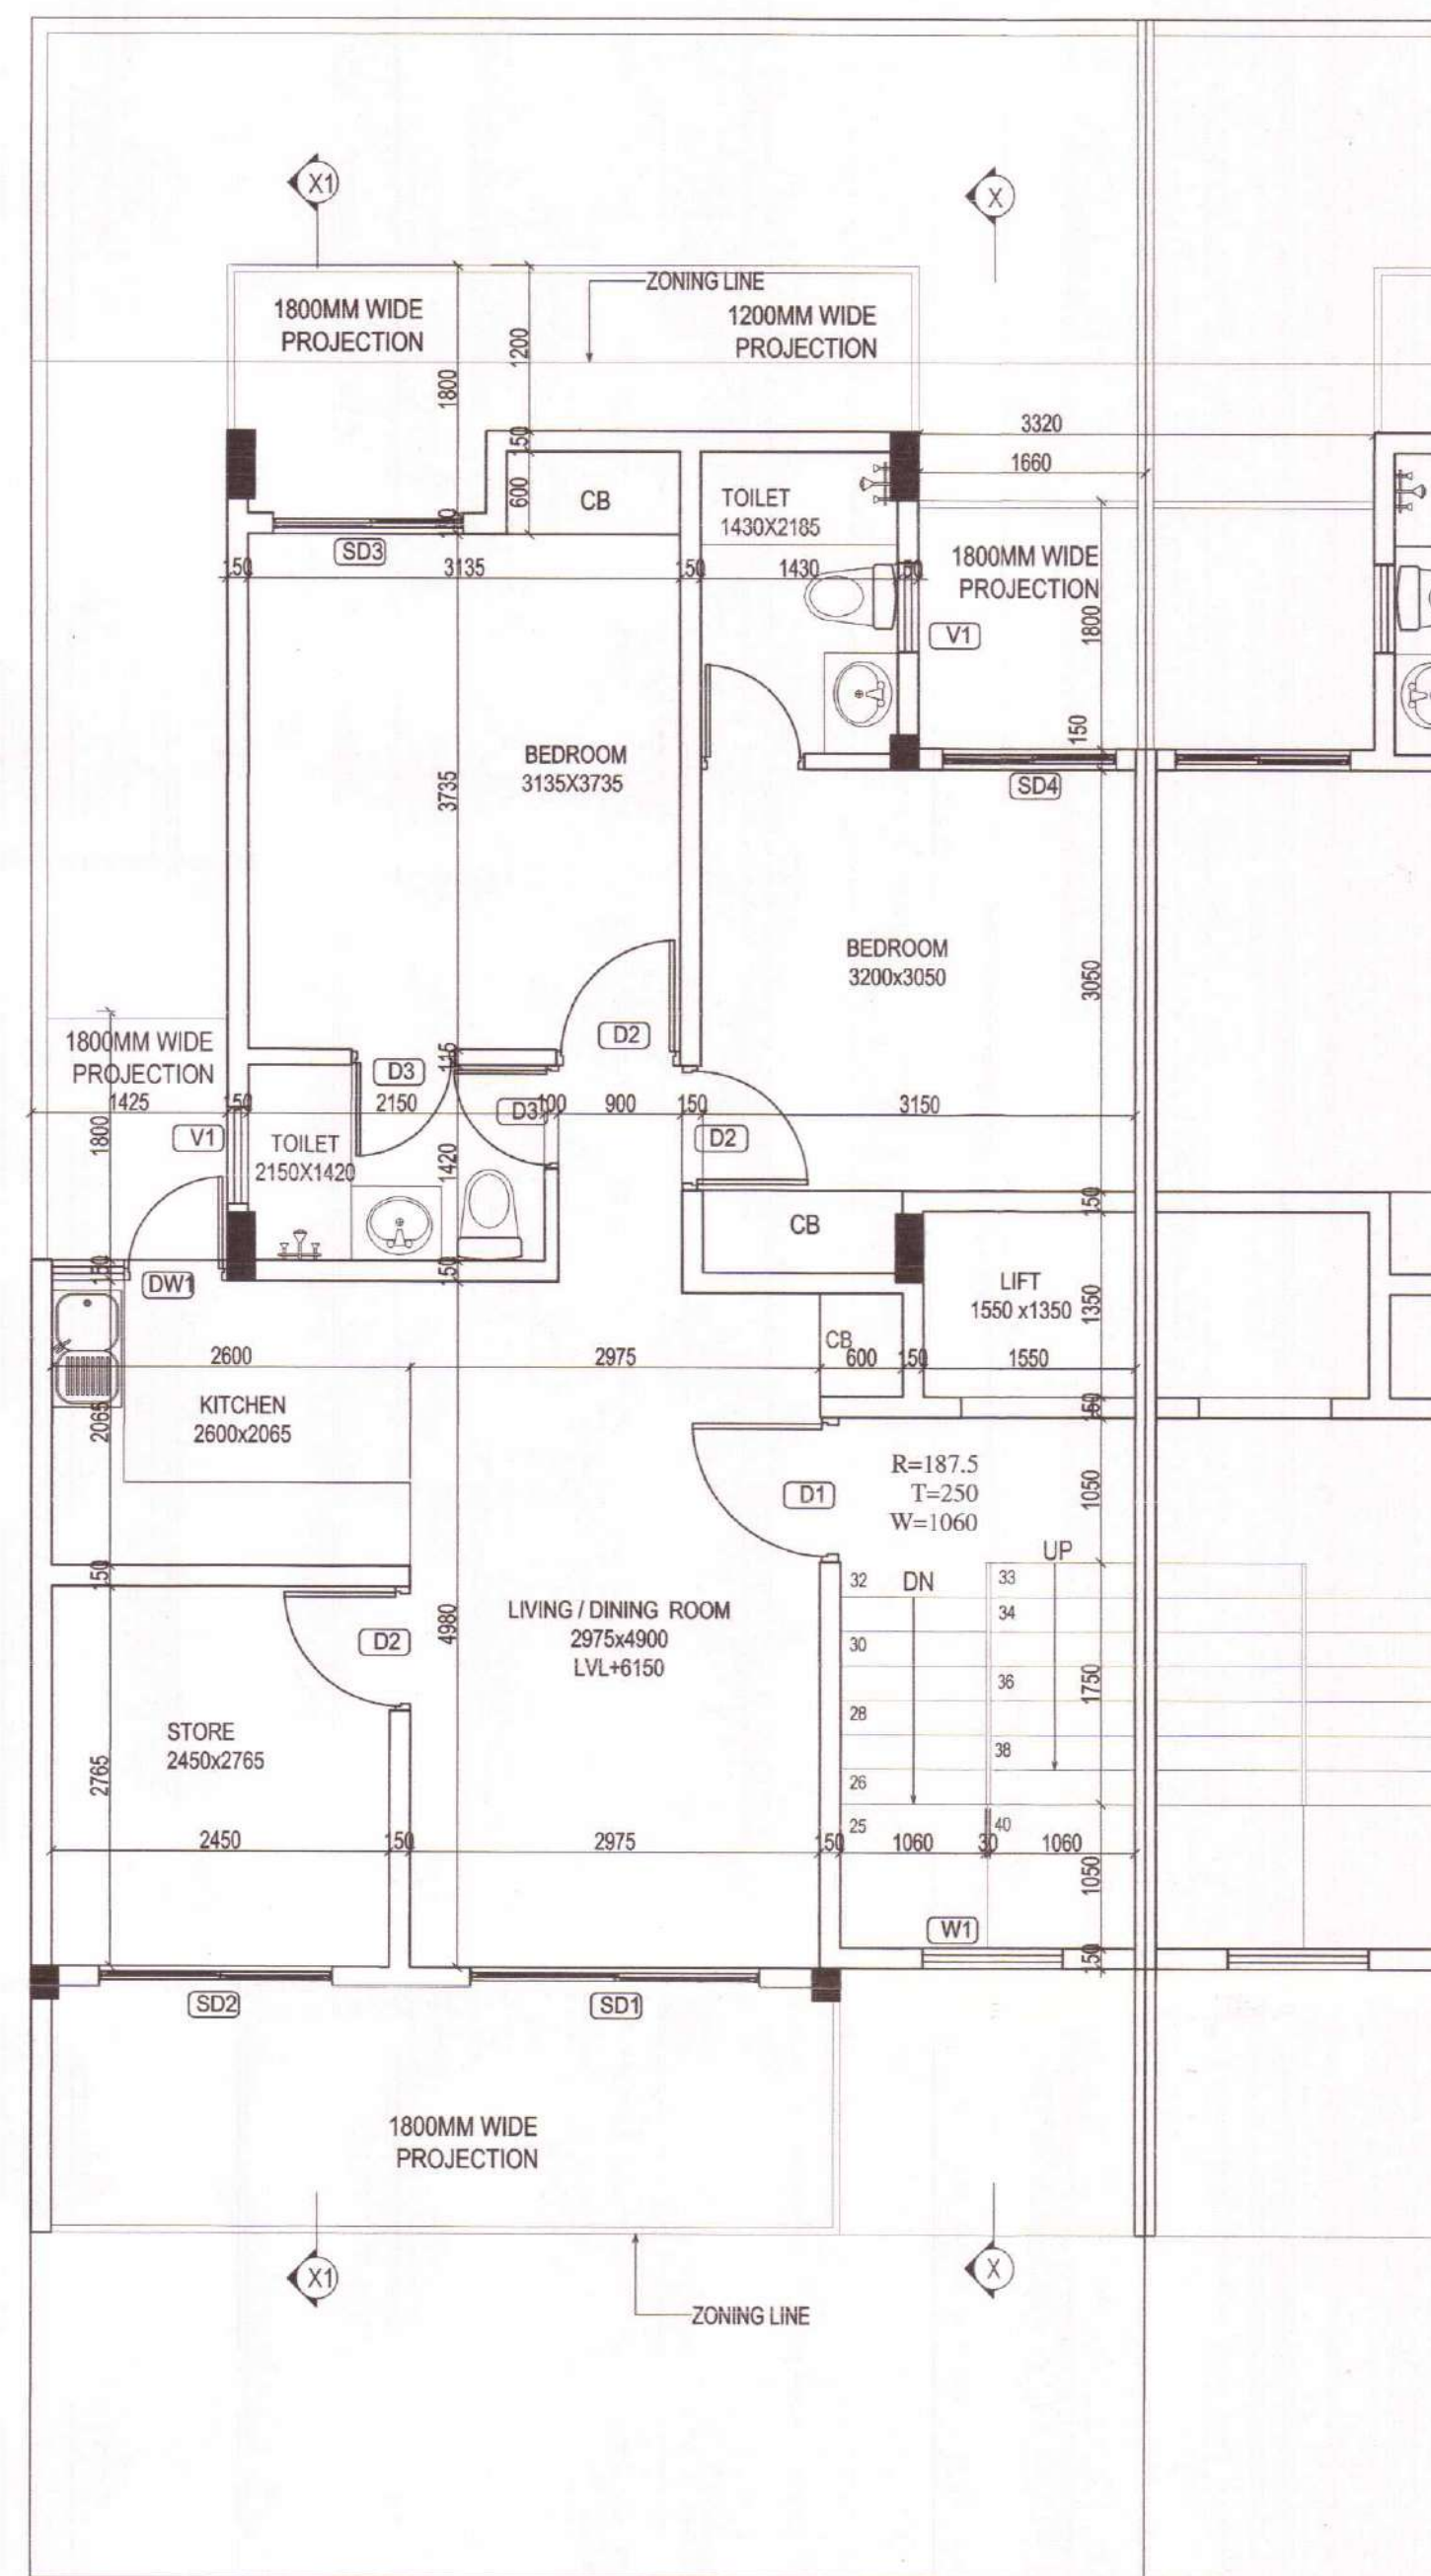 X1
X
ZONING LINE
1800MM WIDE
PROJECTION
1200MM WIDE
PROJECTION
1200
1800
3320
1660
150
600
CB
TOILET
1430X2185
150
SD3
150
3135
150
1430
150
1800MM WIDE
PROJECTION
1800
V1
150
BEDROOM
3135X3735
3735
SD4
BEDROOM
3200x3050
3050
1800MM WIDE
PROJECTION
D2
115
D3
1425
150
2150
D3
100
900
150
3150
1800
V1
TOILET
2150X1420
1420
D2
CB
150
LIFT
1550 x1350
1350
150
DW1
150
CB
2600
2975
600
150
1550
KITCHEN
2600x2065
2065
150
R=187.5
T=250
W=1060
1050
D1
UP
150
32
DN
33
34
LIVING / DINING ROOM
2975x4900
LVL+6150
4980
D2
30
36
1750
28
STORE
2450x2765
2765
38
26
25
40
2450
150
2975
150
1060
30
1060
1050
W1
150
SD2
SD1
1800MM WIDE
PROJECTION
X1
X
ZONING LINE